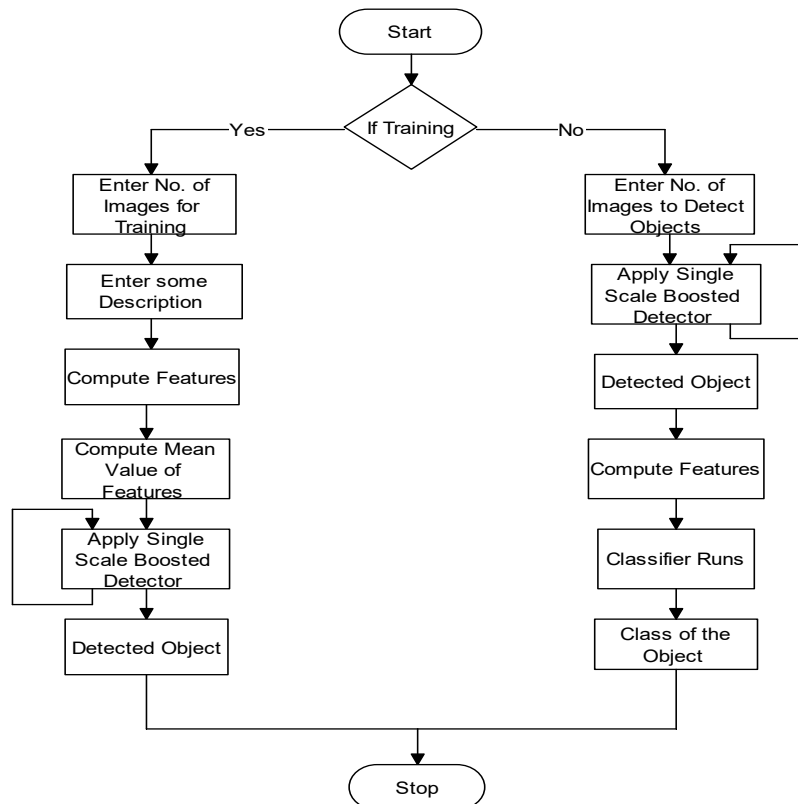 Start
If Training
Yes
No
Enter No. of
Images for
Training
Enter some
Description
Compute Features
Compute Mean
Value of
Features
Apply Single
Scale Boosted
Detector
Detected Object
Enter No. of
Images to Detect
Objects
Apply Single
Scale Boosted
Detector
Detected Object
Compute Features
Classifier Runs
Class of the
Object
Stop